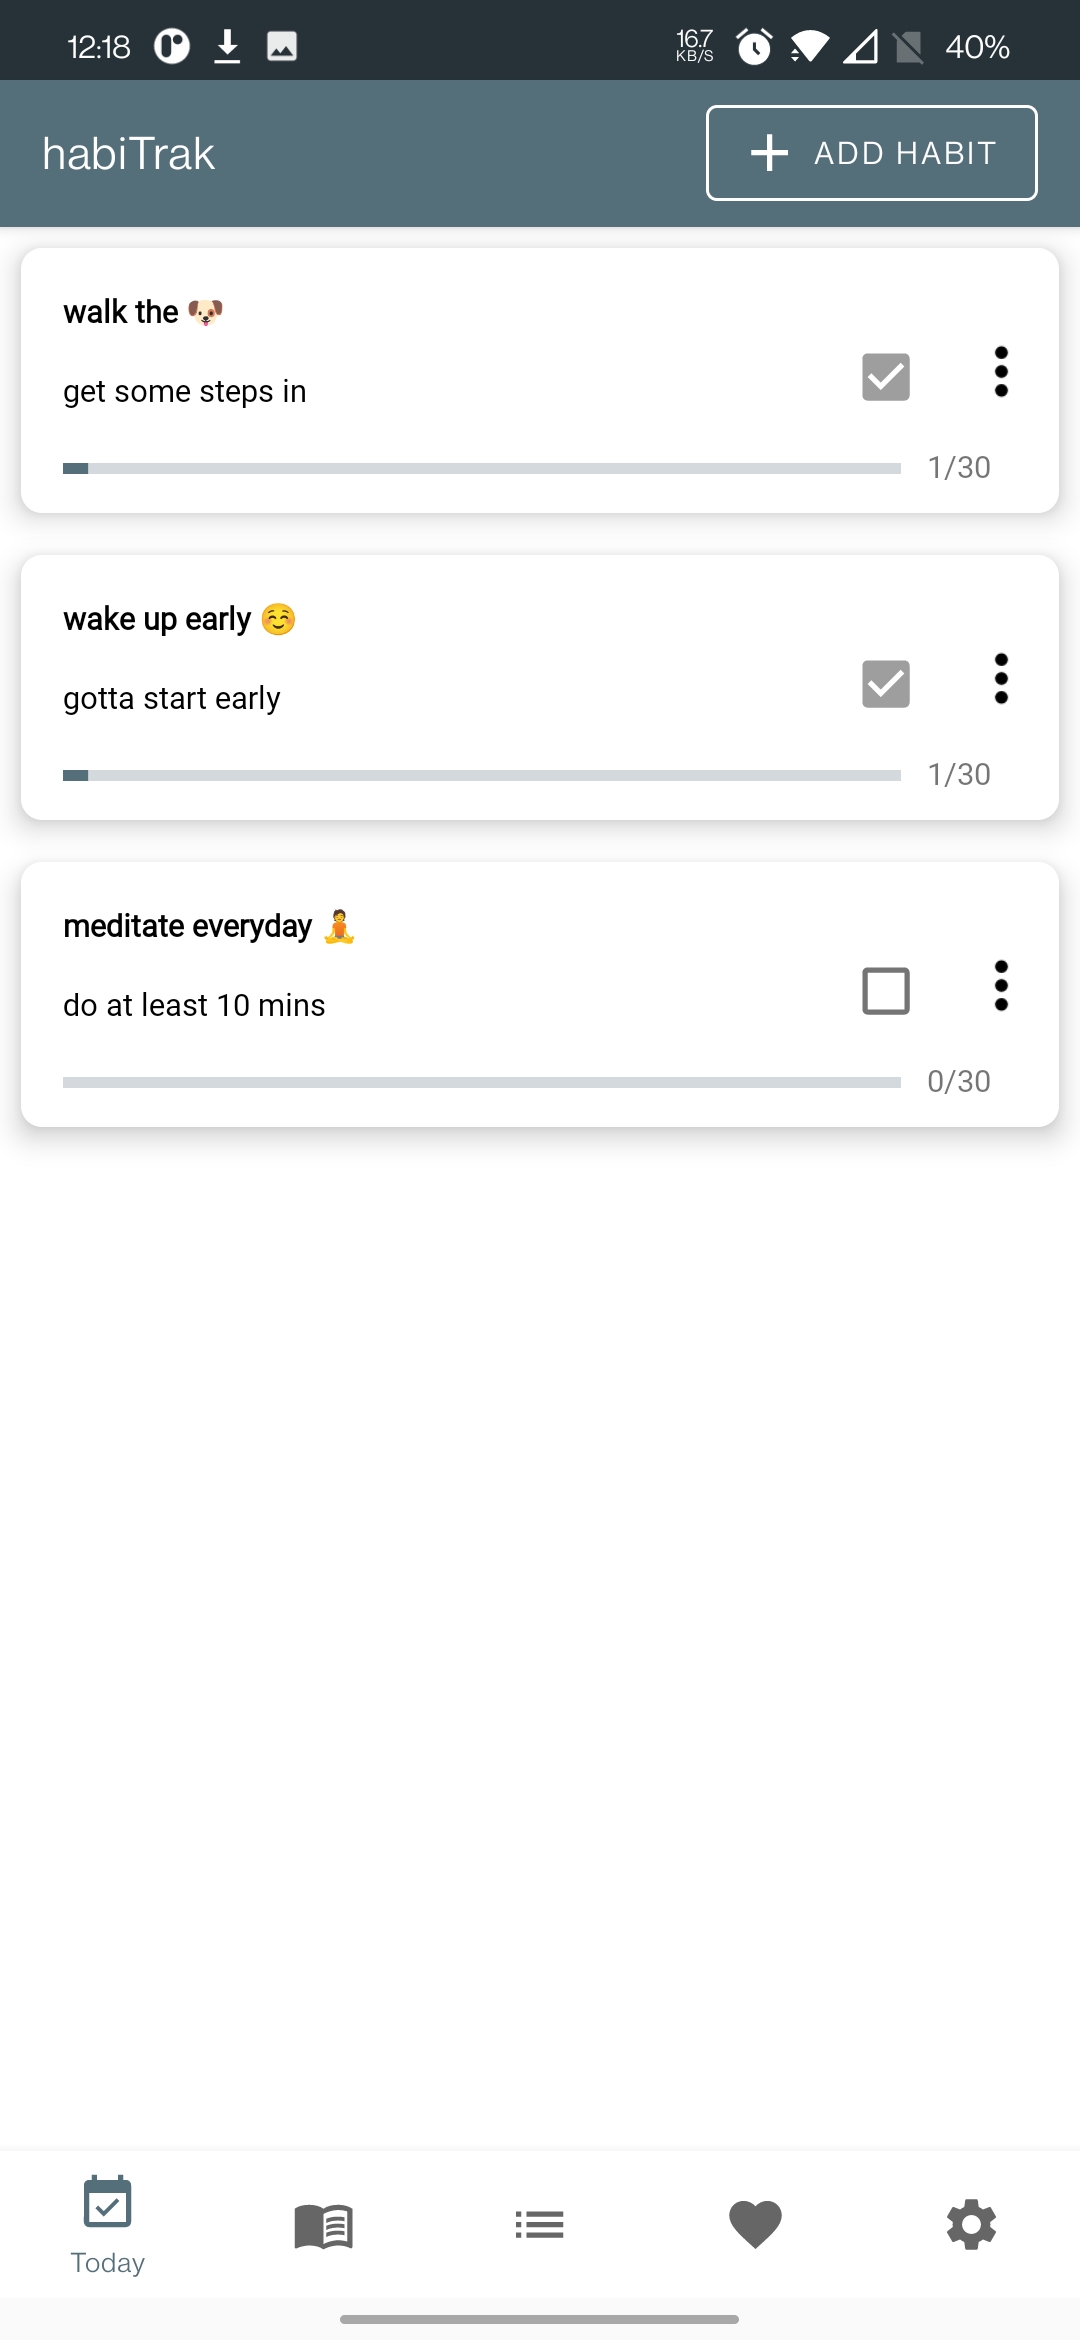 12:18 16.7 KB/S 40%
habiTrak
ADD HABIT
walk the 🐶
get some steps in
1/30
wake up early ☺️
gotta start early
1/30
meditate everyday 🧘
do at least 10 mins
0/30
Today